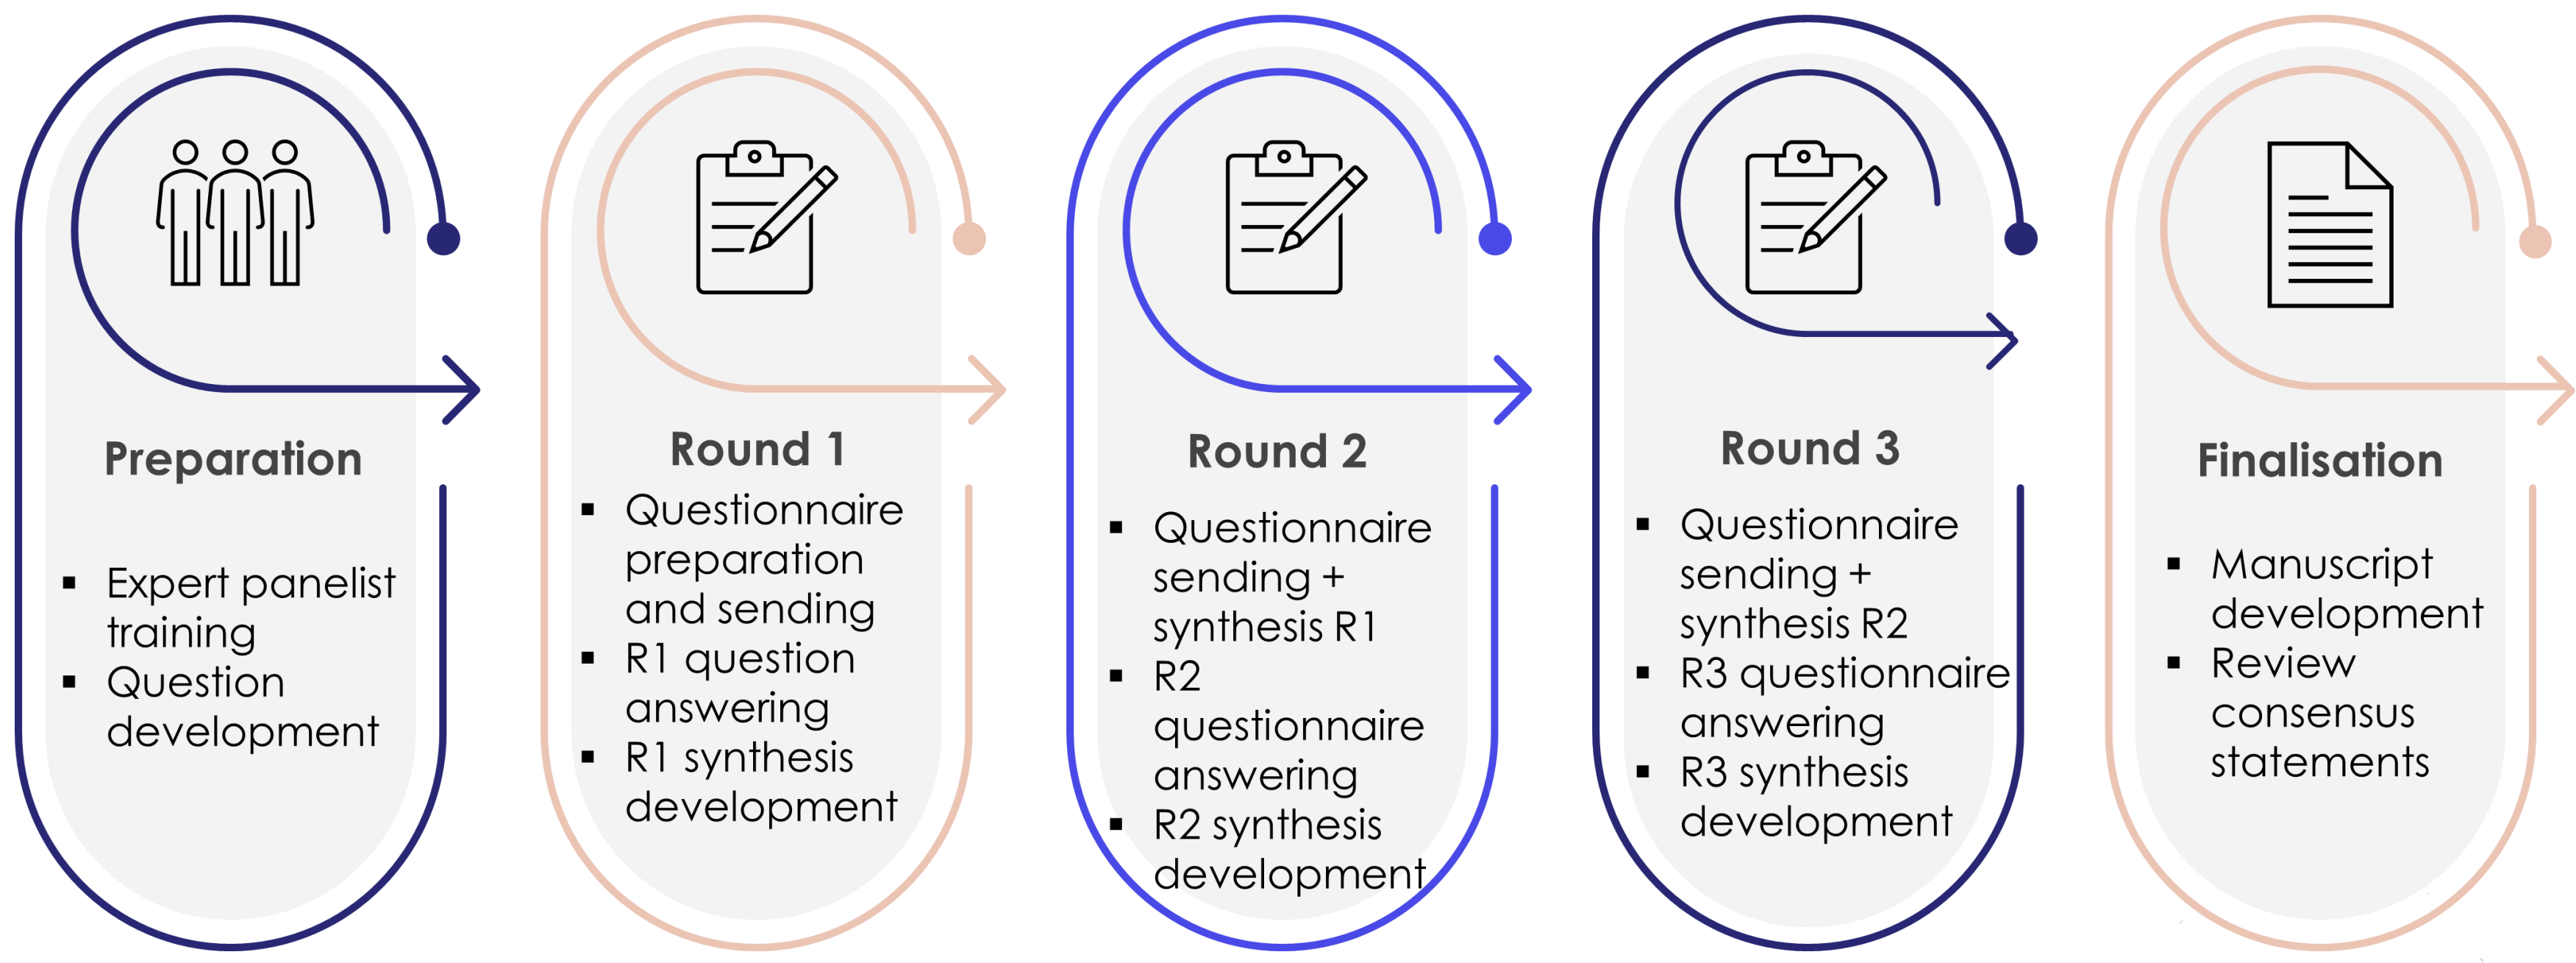 Preparation
▪ Expert panelist
training
▪ Question
development
Round 1
▪ Questionnaire
preparation
and sending
▪ R1 question
answering
▪ R1 synthesis
development
Round 2
▪ Questionnaire
sending +
synthesis R1
▪ R2
questionnaire
answering
▪ R2 synthesis
development
Round 3
▪ Questionnaire
sending +
synthesis R2
▪ R3 questionnaire
answering
▪ R3 synthesis
development
Finalisation
▪ Manuscript
development
▪ Review
consensus
statements